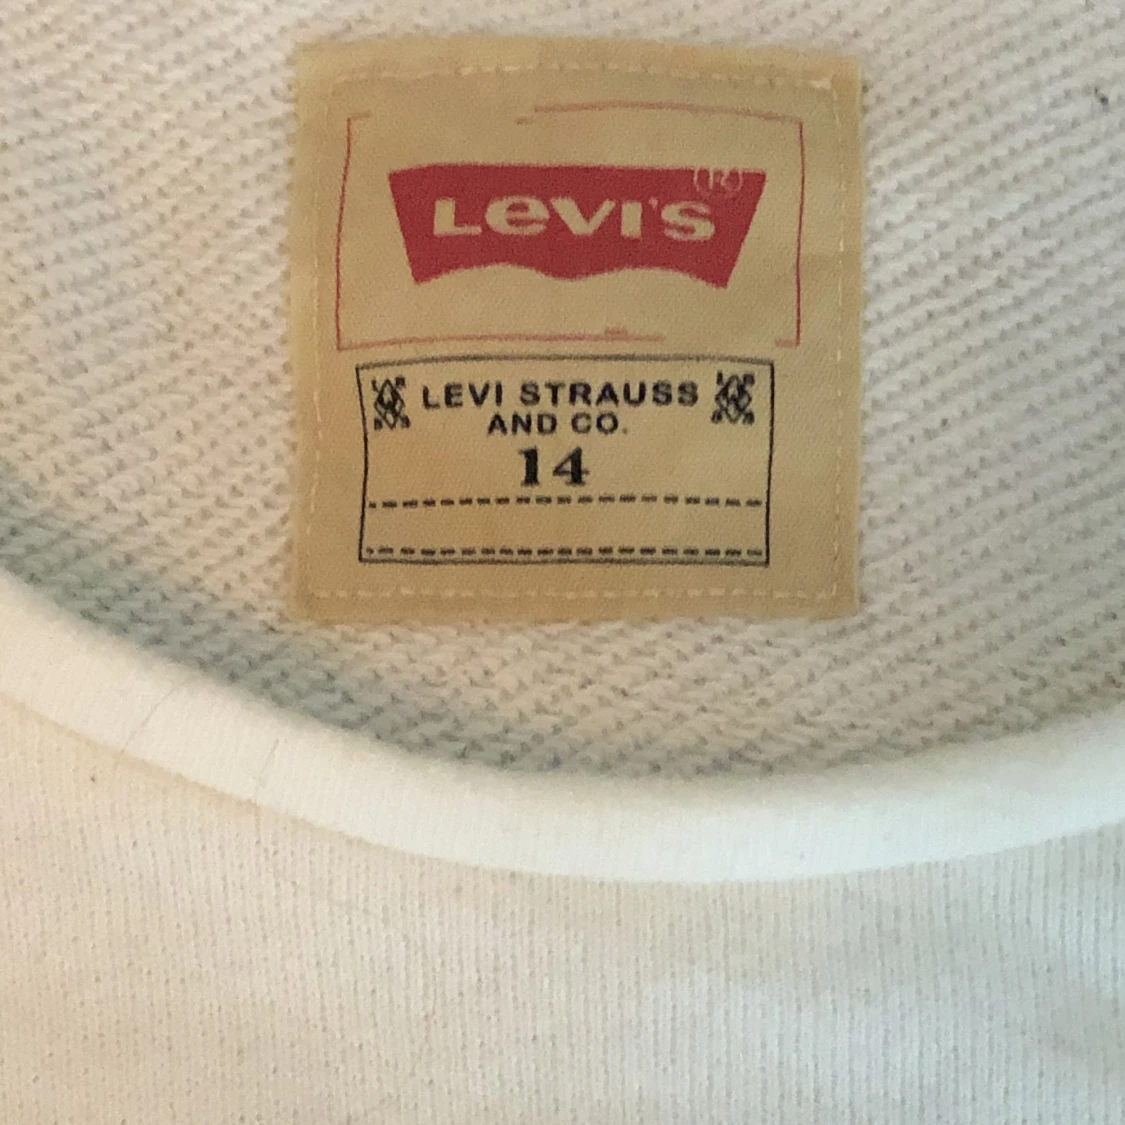 LEVI'S®
LEVI STRAUSS
AND CO.
14